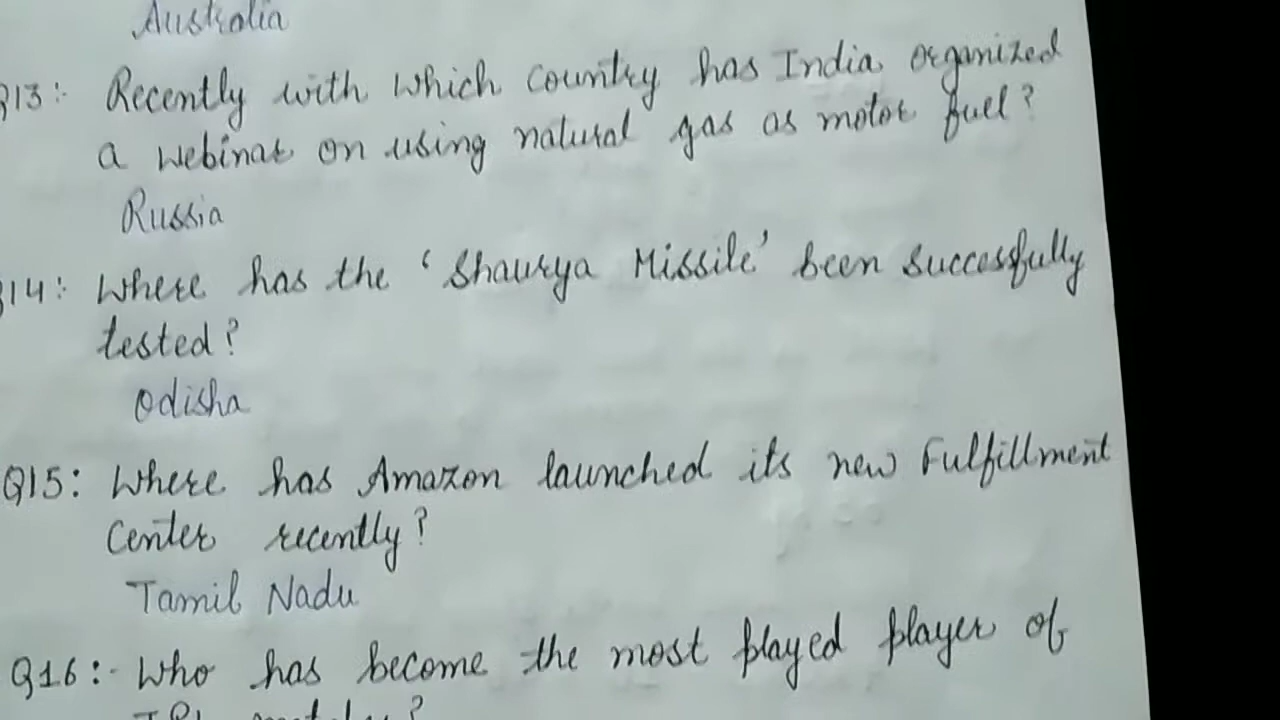 Australia
Q13:- Recently with which country has India organized
a webinar on using natural gas as motor fuel?
Russia
Q14: Where has the 'Shaurya Missile' been successfully
tested?
Odisha
Q15: Where has Amazon launched its new Fulfillment
Center recently?
Tamil Nadu
Q16:- Who has become the most played player of
?